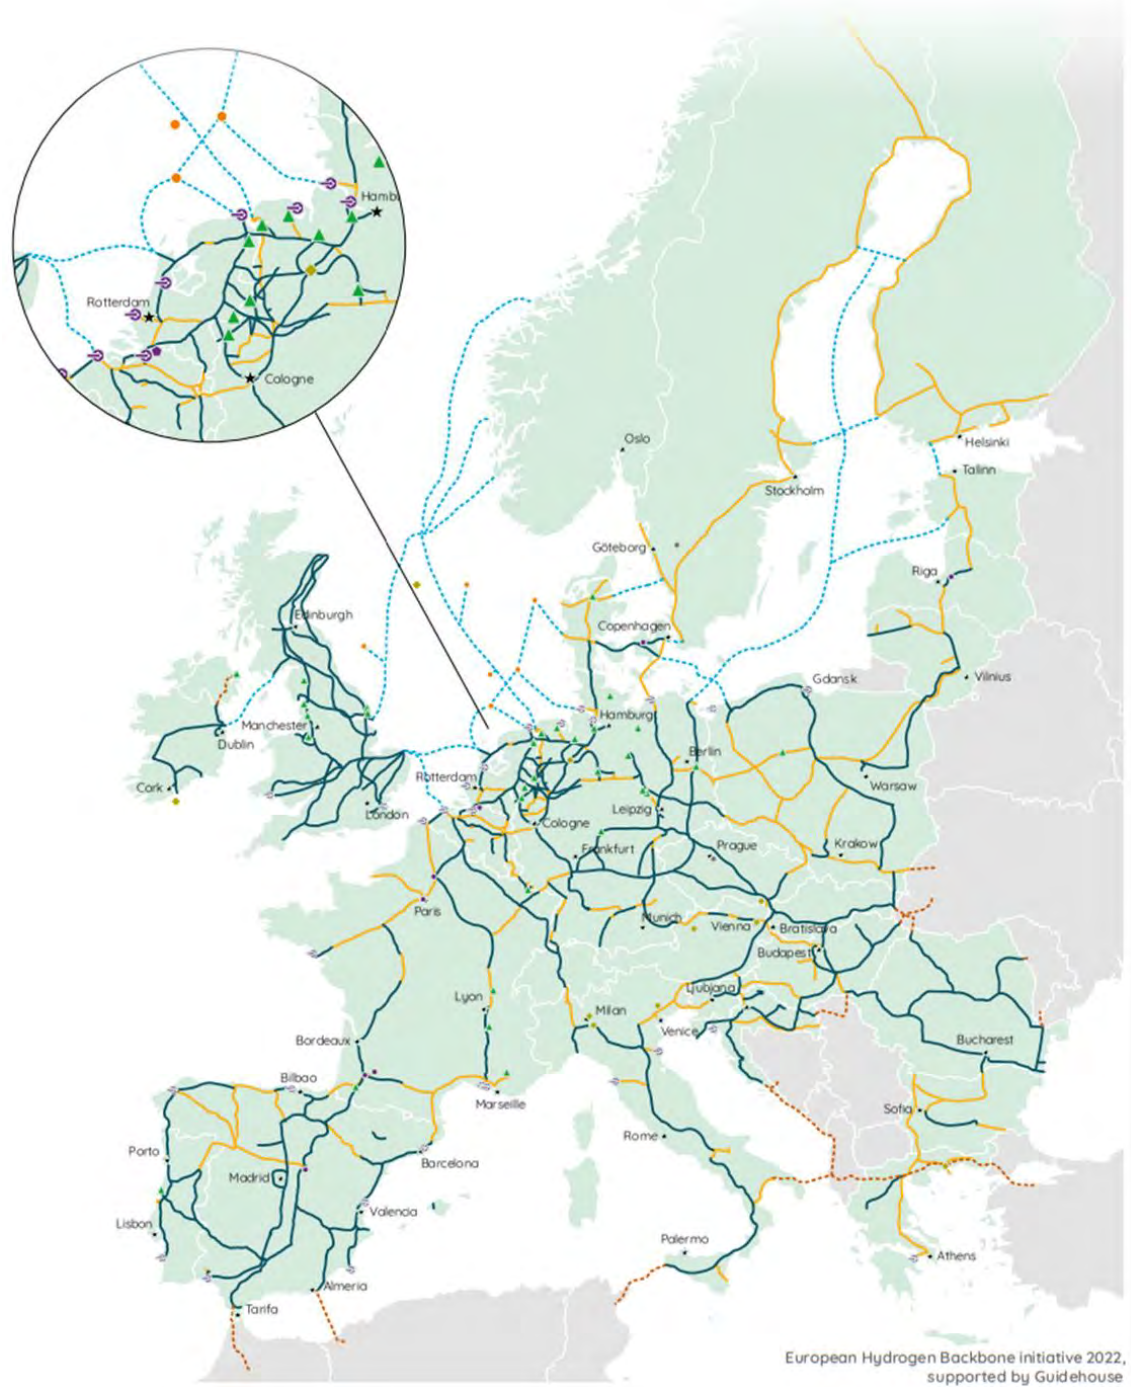 Hamb
Rotterdam
Cologne
Oslo
Helsinki
Tallinn
Stockholm
Göteborg
Riga
Edinburgh
Copenhagen
Vilnius
Gdansk
Hamburg
Manchester
Dublin
Berlin
Rotterdam
Warsaw
Cork
London
Leipzig
Cologne
Frankfurt
Prague
Krakow
Paris
Munich
Vienna
Bratislava
Budapest
Lyon
Ljubjana
Milan
Venice
Bordeaux
Bucharest
Bilbao
Marseille
Sofia
Rome
Porto
Barcelona
Madrid
Valencia
Lisbon
Palermo
Athens
Almeria
Tarifa
European Hydrogen Backbone initiative 2022,
supported by Guidehouse